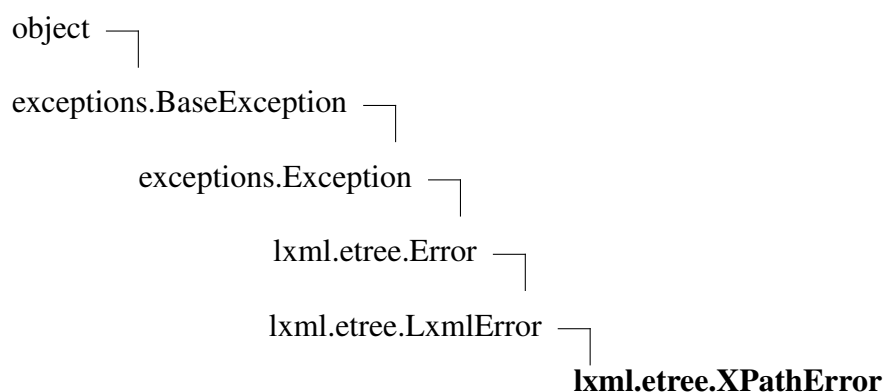 object
exceptions.BaseException
exceptions.Exception
lxml.etree.Error
lxml.etree.LxmlError
lxml.etree.XPathError